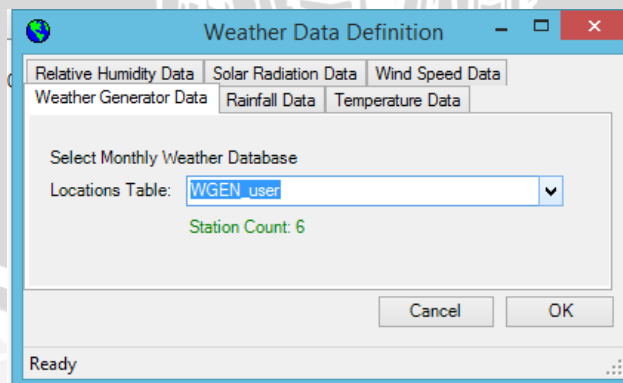 Weather Data Definition
Relative Humidity Data Solar Radiation Data Wind Speed Data
Weather Generator Data Rainfall Data Temperature Data
Select Monthly Weather Database
Locations Table: WGEN_user
Station Count: 6
Cancel OK
Ready